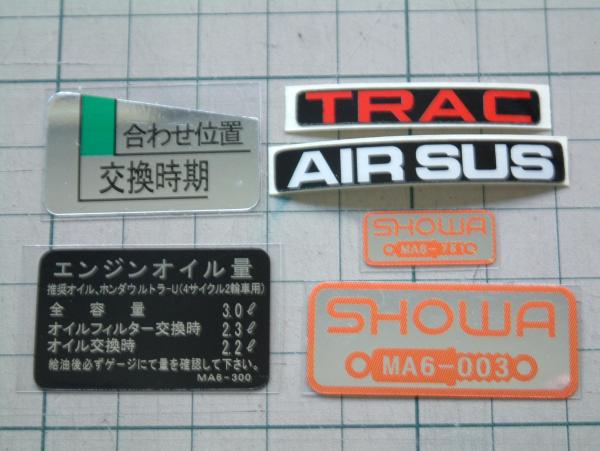 合わせ位置
交換時期
TRAC
AIR SUS
SHOWA
MA6-751
エンジンオイル量
推奨オイル、ホンダウルトラ-U(4サイクル2輪車用)
全容量 3.0ℓ
オイルフィルター交換時 2.3ℓ
オイル交換時 2.2ℓ
給油後必ずゲージにて量を確認して下さい。
MA6-300
SHOWA
MA6-003